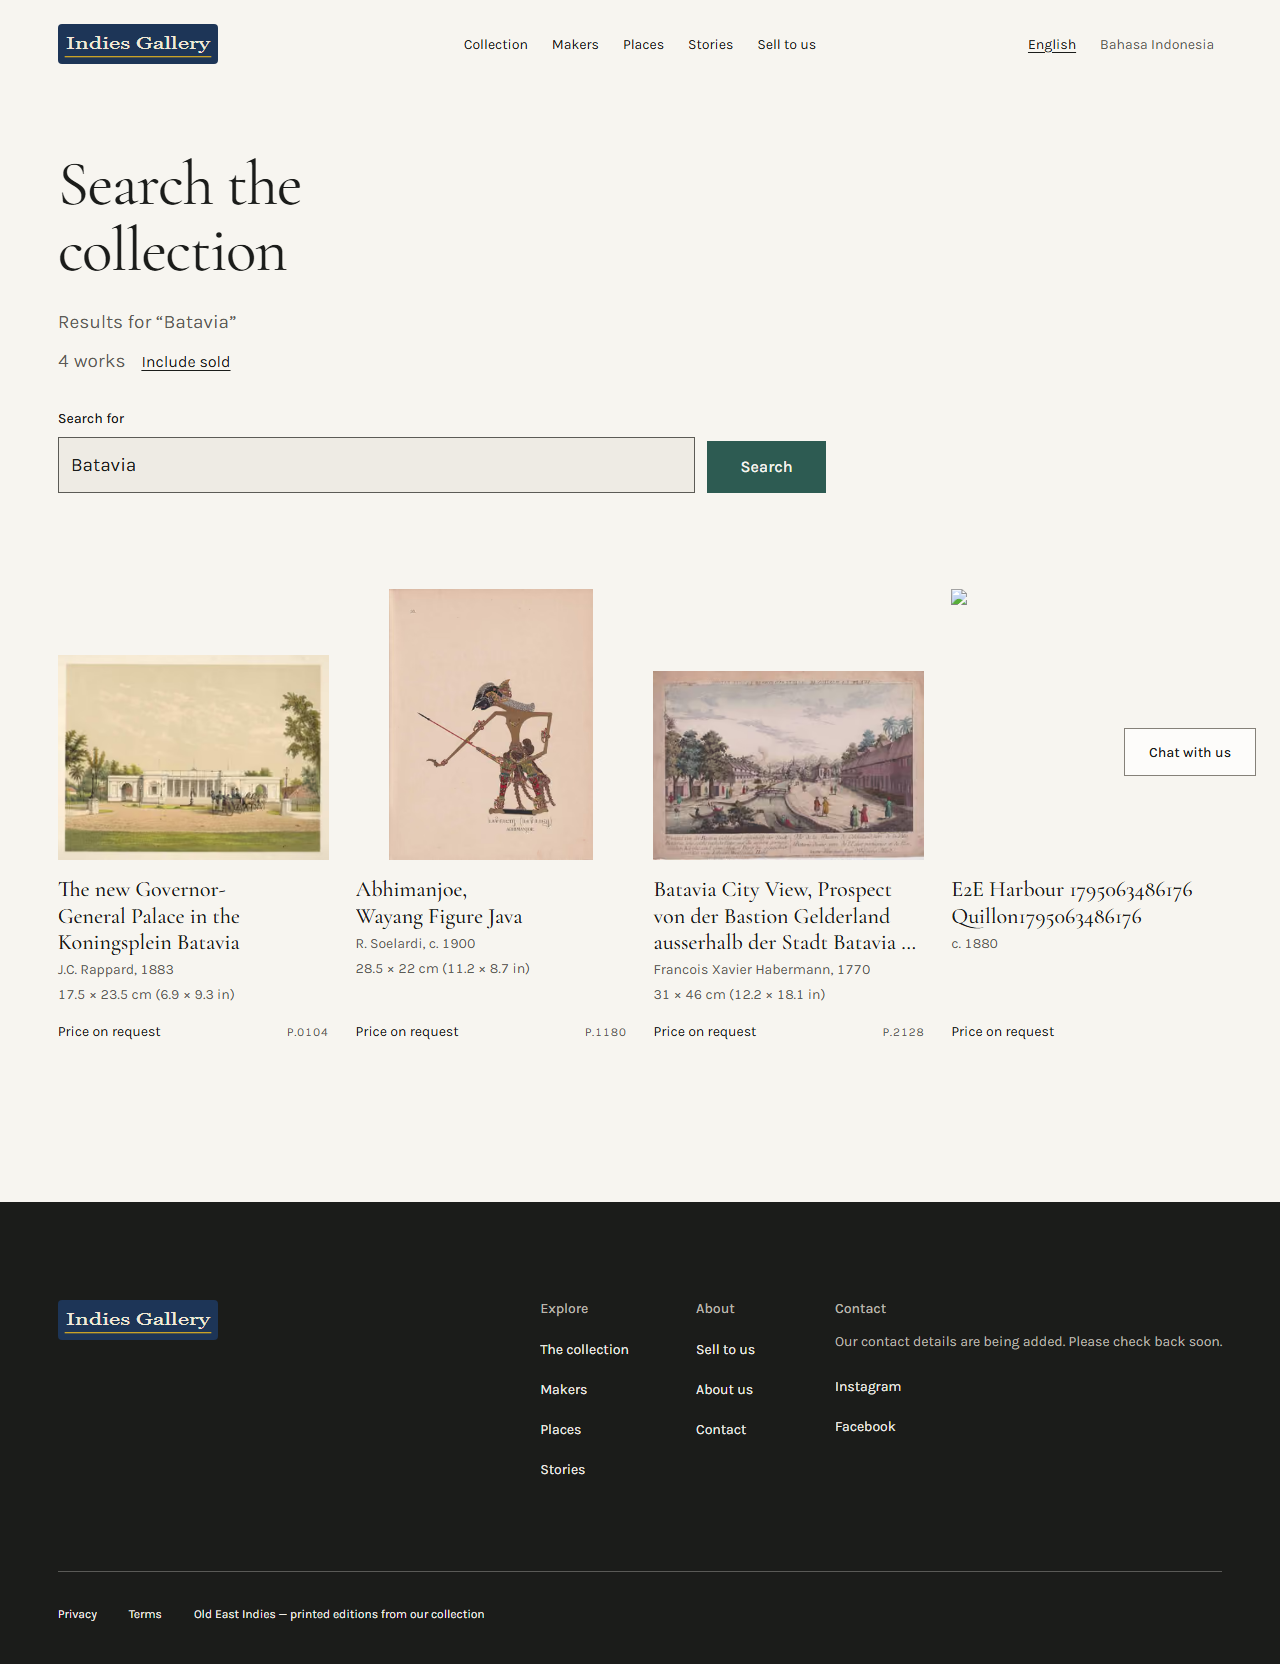 Indies Gallery
Collection Makers Places Stories Sell to us
English Bahasa Indonesia
Search the
collection
Results for “Batavia”
4 works Include sold
Search for
Batavia
Search
Chat with us
The new Governor-
General Palace in the
Koningsplein Batavia
J.C. Rappard, 1883
17.5 × 23.5 cm (6.9 × 9.3 in)
Price on request P.0104
Abhimanjoe,
Wayang Figure Java
R. Soelardi, c. 1900
28.5 × 22 cm (11.2 × 8.7 in)
Price on request P.1180
Batavia City View, Prospect
von der Bastion Gelderland
ausserhalb der Stadt Batavia ...
Francois Xavier Habermann, 1770
31 × 46 cm (12.2 × 18.1 in)
Price on request P.2128
E2E Harbour 1795063486176
Quillon1795063486176
c. 1880
Price on request
Indies Gallery
Explore
The collection
Makers
Places
Stories
About
Sell to us
About us
Contact
Contact
Our contact details are being added. Please check back soon.
Instagram
Facebook
Privacy Terms Old East Indies — printed editions from our collection